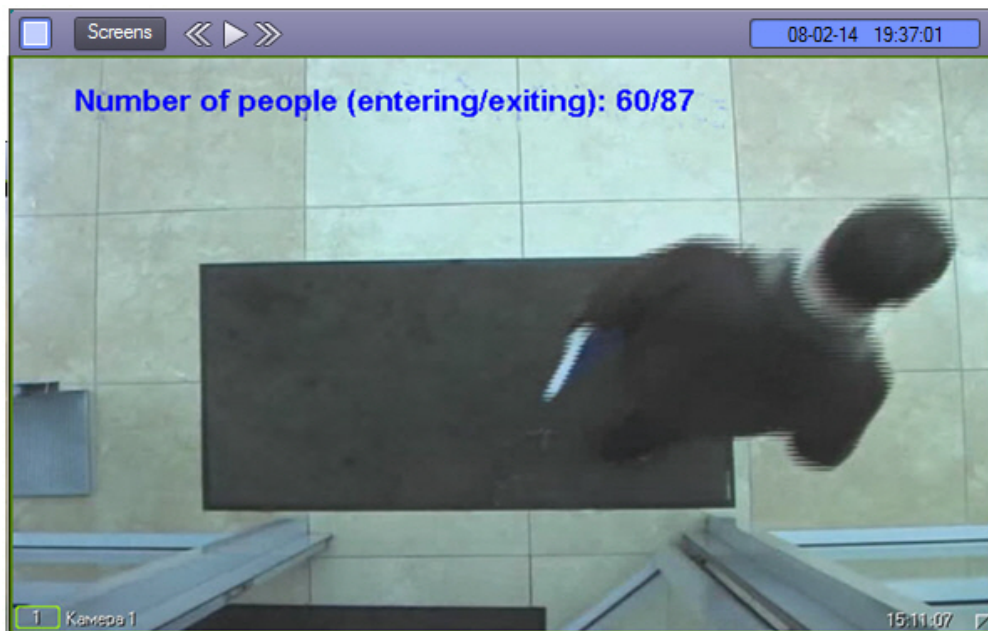 Screens
08-02-14 19:37:01
Number of people (entering/exiting): 60/87
1 Камера 1
15:11:07